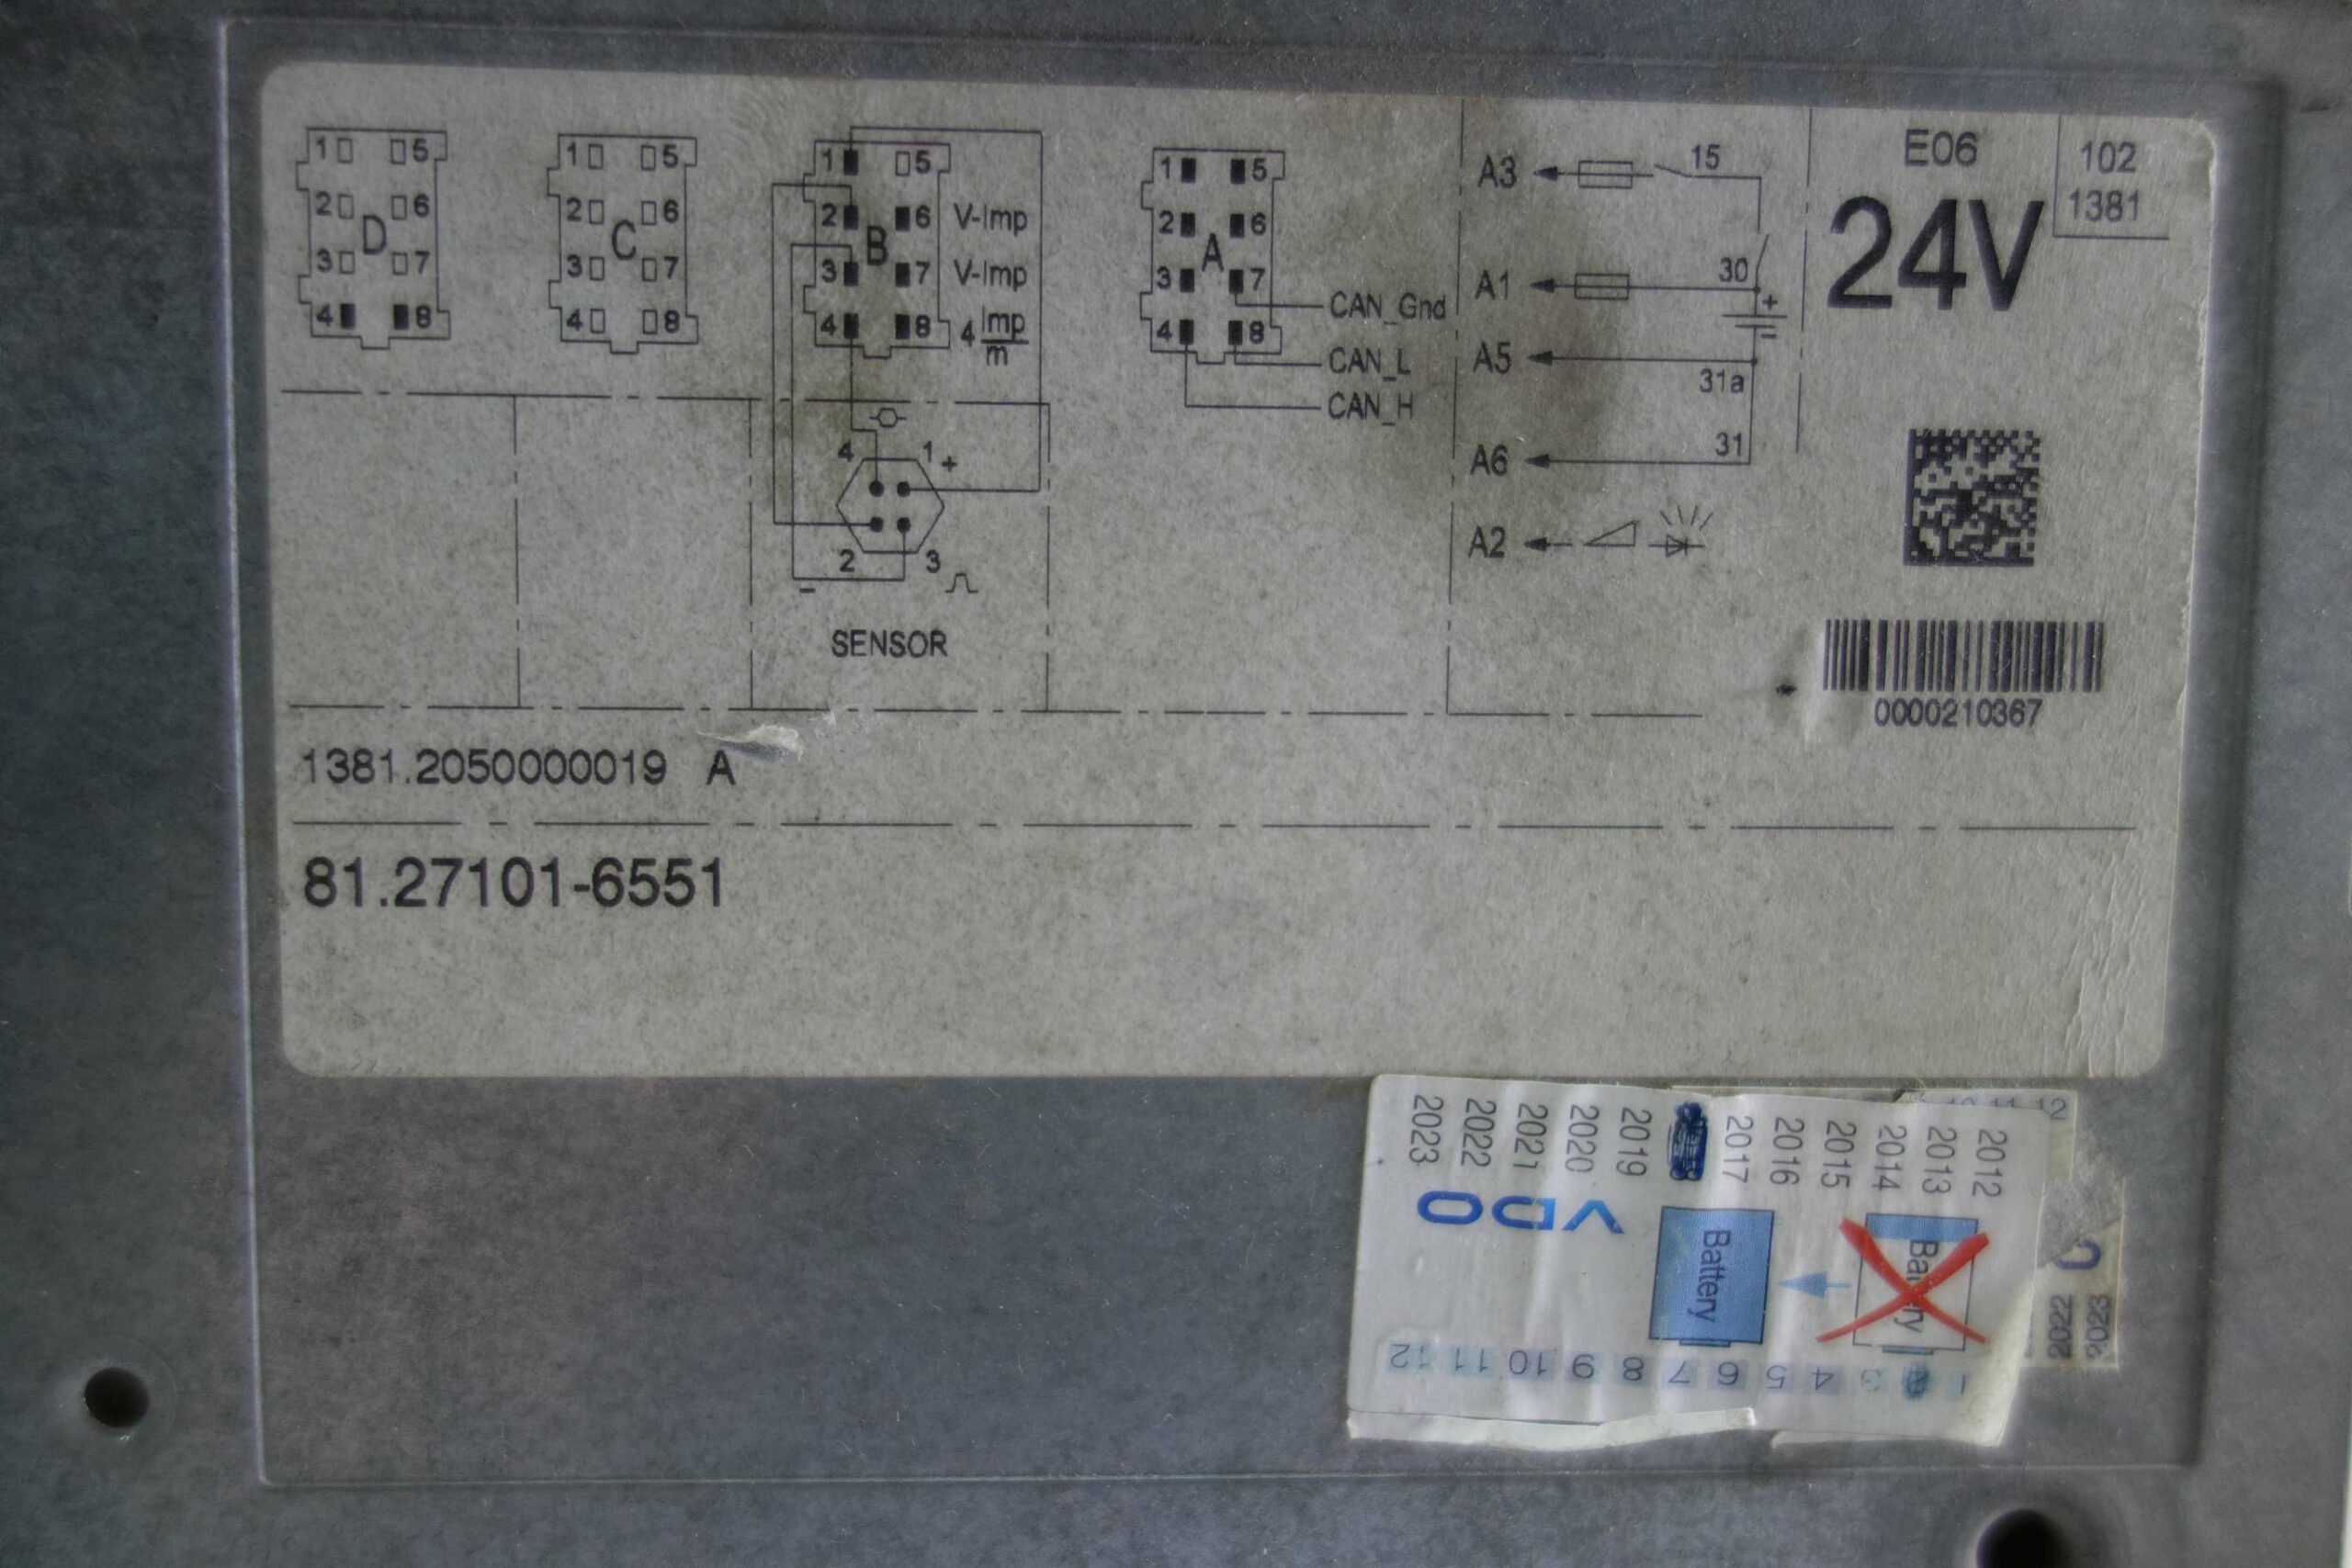 1 5 1 5 1 5 1 5
2 6 2 6 2 6 V-Imp 2 6
D C B A
3 7 3 7 3 7 V-Imp 3 7
4 8 4 8 4 8 4 Imp/m 4 8
CAN_Gnd
CAN_L
CAN_H
4 1 +
2 3
-
SENSOR
A3 15
A1 30
+
-
A5 31a
A6 31
A2
E06
24V
102
1381
0000210367
1381.2050000019 A
81.27101-6551
2012 2013 2014 2015 2016 2017 2019 2020 2021 2022 2023
VDO
Battery
Battery
1 3 4 5 6 7 8 9 10 11 12
10 11 12
2022
2023